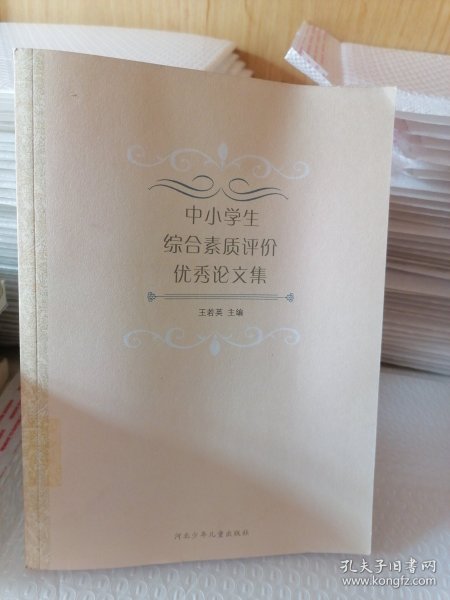 中小学生
综合素质评价
优秀论文集
王若英 主编
河北少年儿童出版社
孔夫子旧书网
www.kongfz.com